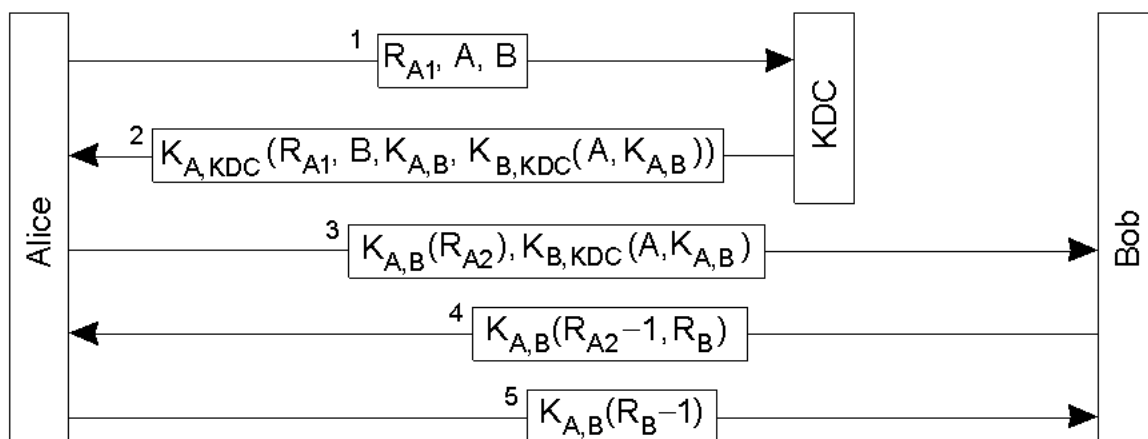 1
R_A1, A, B
KDC
2
K_A,KDC(R_A1, B, K_A,B, K_B,KDC(A, K_A,B))
Alice
3
K_A,B(R_A2), K_B,KDC(A, K_A,B)
Bob
4
K_A,B(R_A2−1, R_B)
5
K_A,B(R_B−1)